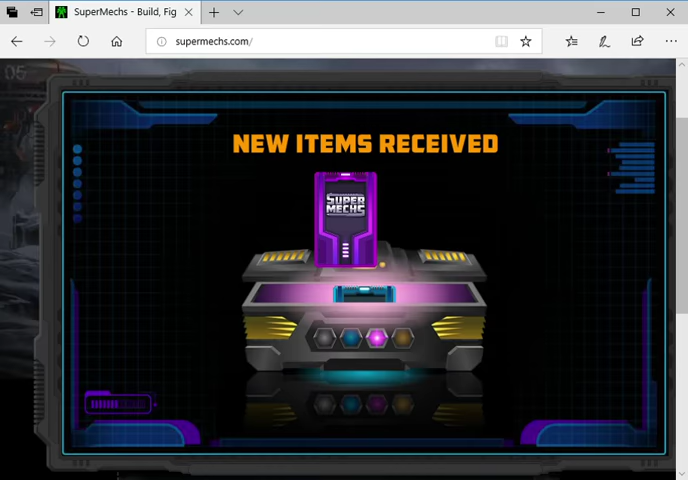 SuperMechs - Build, Fig
supermechs.com/
05
NEW ITEMS RECEIVED
SUPER
MECHS